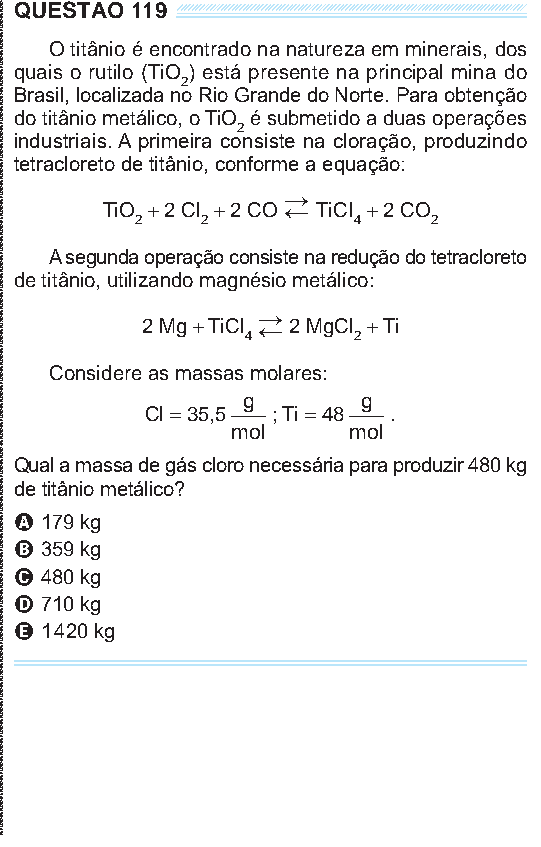 QUESTÃO 119
O titânio é encontrado na natureza em minerais, dos
quais o rutilo (TiO₂) está presente na principal mina do
Brasil, localizada no Rio Grande do Norte. Para obtenção
do titânio metálico, o TiO₂ é submetido a duas operações
industriais. A primeira consiste na cloração, produzindo
tetracloreto de titânio, conforme a equação:
TiO₂ + 2 Cl₂ + 2 CO ⇄ TiCl₄ + 2 CO₂
A segunda operação consiste na redução do tetracloreto
de titânio, utilizando magnésio metálico:
2 Mg + TiCl₄ ⇄ 2 MgCl₂ + Ti
Considere as massas molares:
Cl = 35,5 g/mol ; Ti = 48 g/mol .
Qual a massa de gás cloro necessária para produzir 480 kg
de titânio metálico?
A 179 kg
B 359 kg
C 480 kg
D 710 kg
E 1420 kg